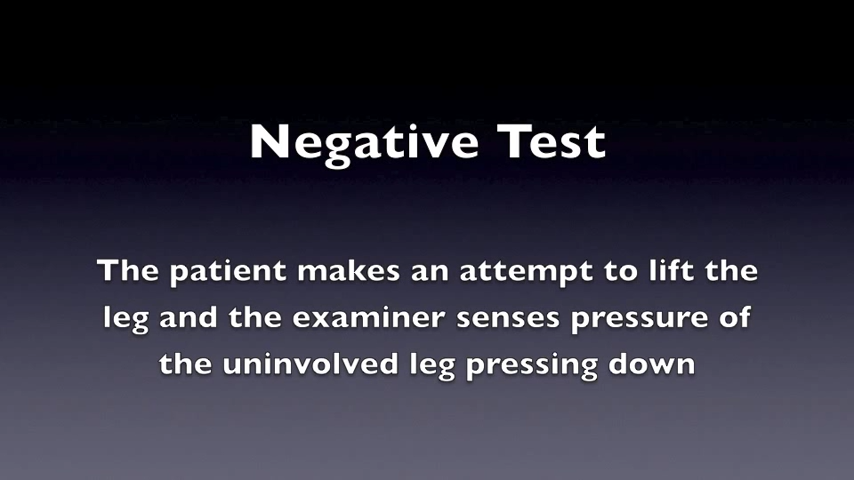 Negative Test
The patient makes an attempt to lift the
leg and the examiner senses pressure of
the uninvolved leg pressing down